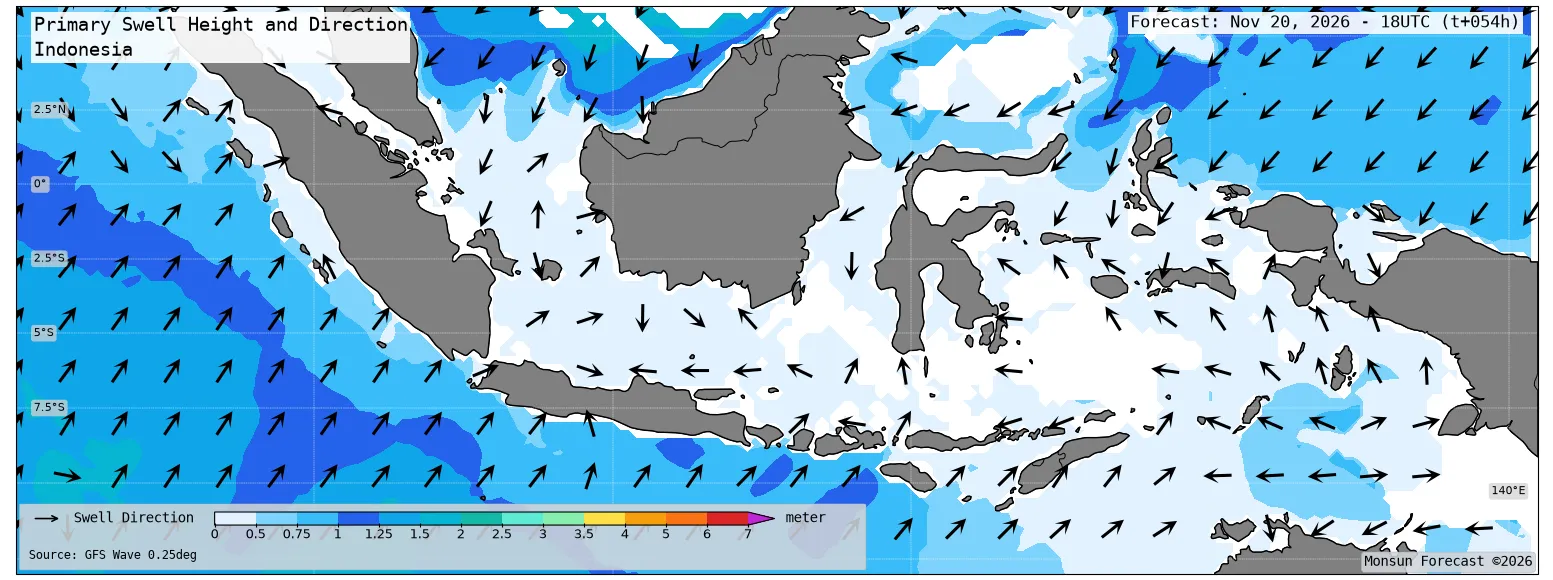 Primary Swell Height and Direction
Indonesia
Forecast: Nov 20, 2026 - 18UTC (t+054h)
2.5°N
0°
2.5°S
5°S
7.5°S
140°E
Swell Direction
0 0.5 0.75 1 1.25 1.5 2 2.5 3 3.5 4 5 6 7 meter
Source: GFS Wave 0.25deg
Monsun Forecast ©2026